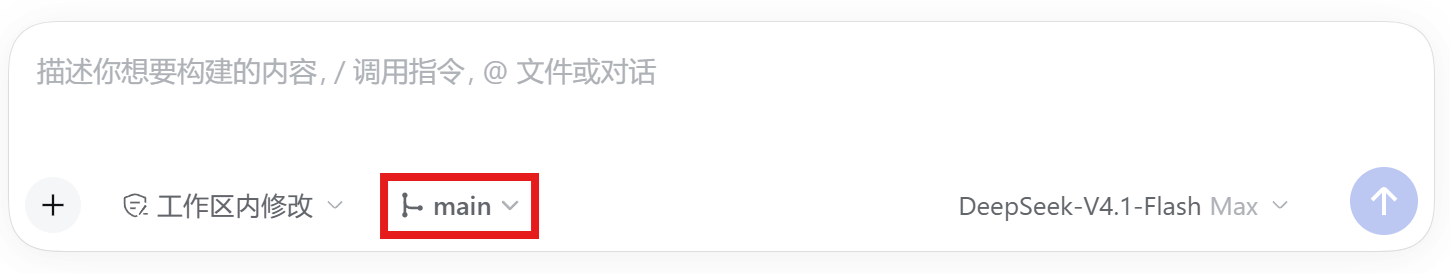 描述你想要构建的内容, / 调用指令, @ 文件或对话
工作区内修改 main DeepSeek-V4.1-Flash Max